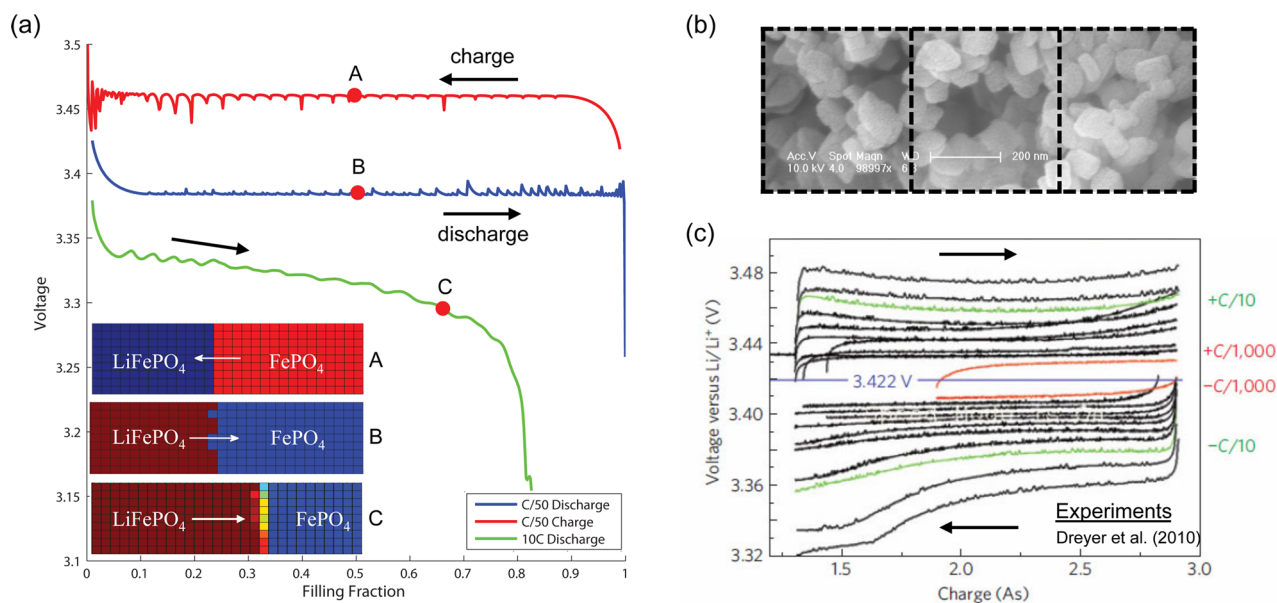 (a)
3.5
3.45
3.4
3.35
3.3
3.25
3.2
3.15
3.1
Voltage
0
0.1
0.2
0.3
0.4
0.5
0.6
0.7
0.8
0.9
1
Filling Fraction
charge
A
B
discharge
C
LiFePO4
FePO4
A
LiFePO4
FePO4
B
LiFePO4
FePO4
C
C/50 Discharge
C/50 Charge
10C Discharge
(b)
Acc.V Spot Magn WD
10.0 kV 4.0 98997x
200 nm
(c)
3.48
3.44
3.40
3.36
3.32
Voltage versus Li/Li⁺ (V)
+C/10
+C/1,000
3.422 V
−C/1,000
−C/10
Experiments
Dreyer et al. (2010)
1.5
2.0
2.5
3.0
Charge (As)